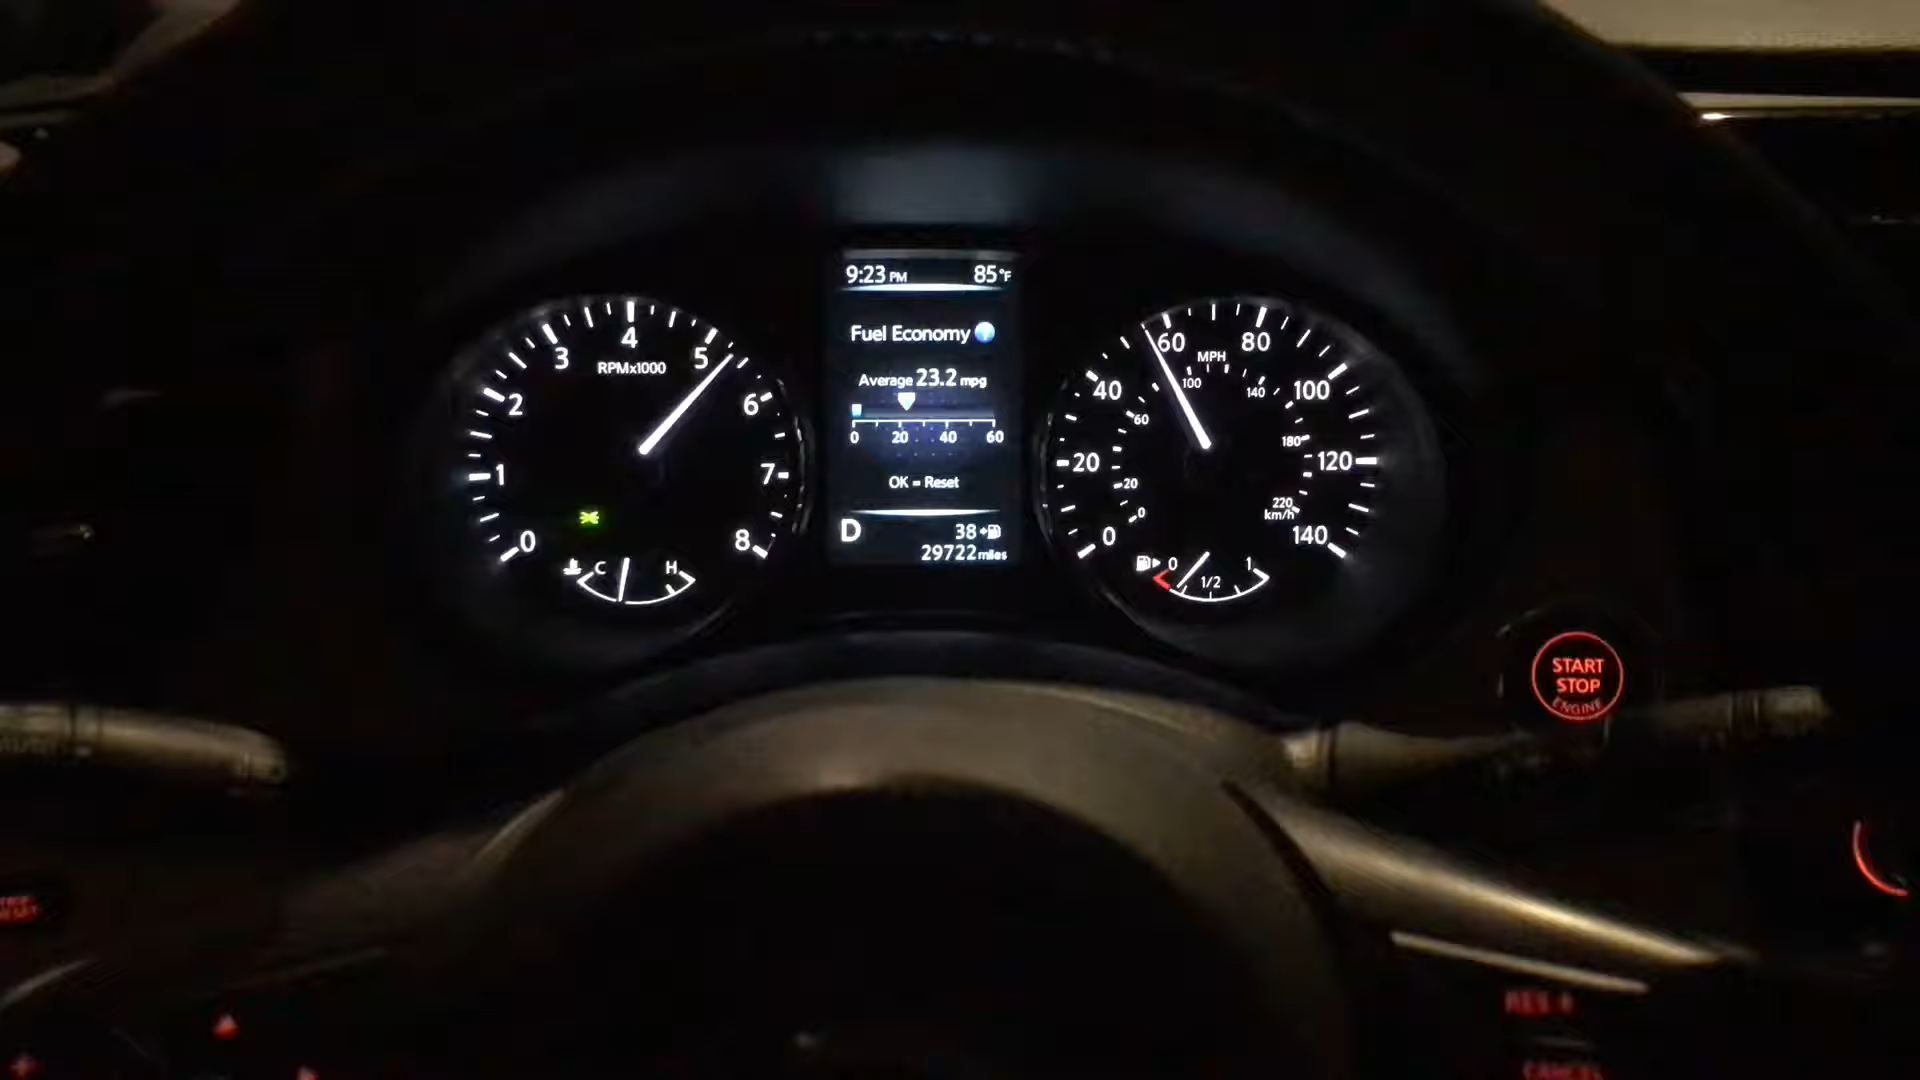 9:23 PM 85°F
Fuel Economy
Average 23.2 mpg
0 20 40 60
OK = Reset
D 38
29722 miles
0 1 2 3 4 5 6 7 8
RPMx1000
C H
0 20 40 60 80 100 120 140
MPH
0 20 60 100 140 180 220
km/h
0 1/2 1
START
STOP
ENGINE
RES +
CANCEL